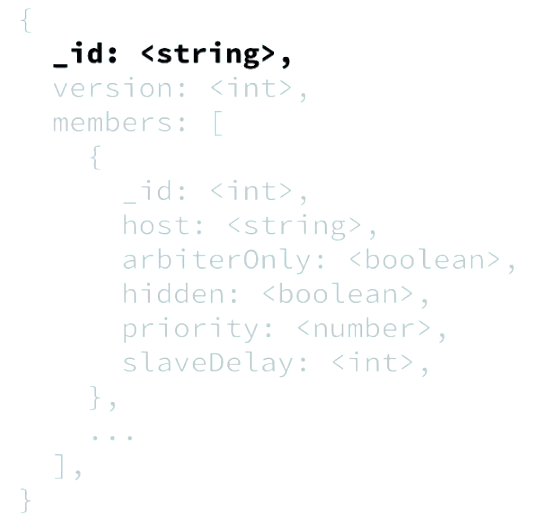 {
_id: <string>,
version: <int>,
members: [
{
_id: <int>,
host: <string>,
arbiterOnly: <boolean>,
hidden: <boolean>,
priority: <number>,
slaveDelay: <int>,
},
...
],
}